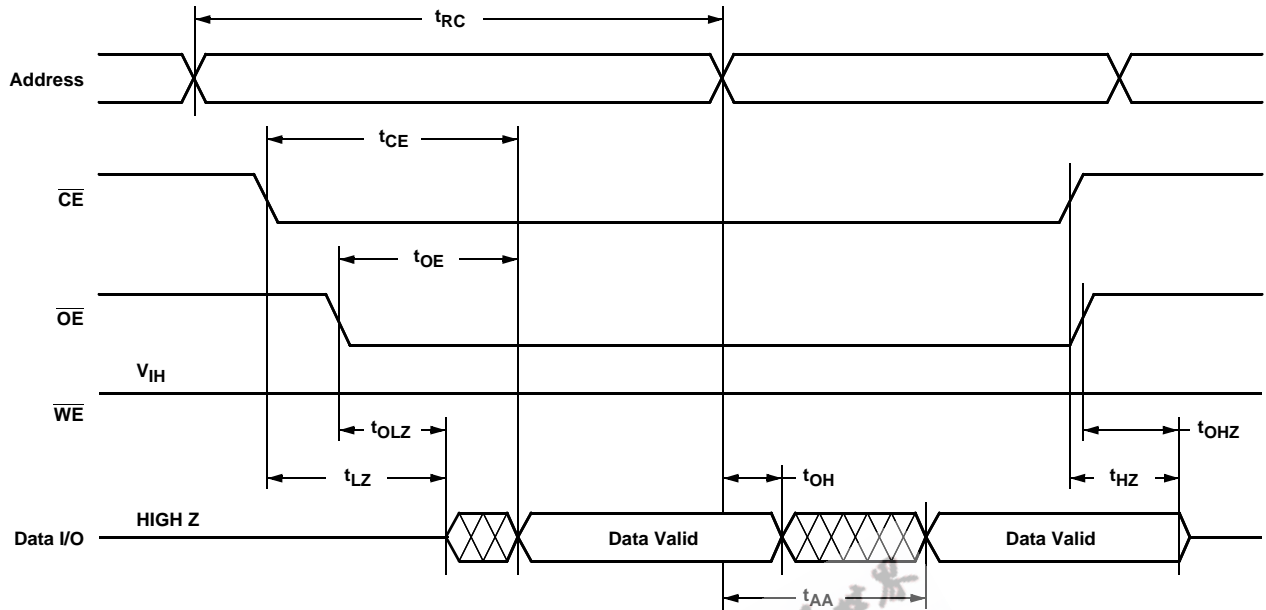 tRC
Address
tCE
CE
tOE
OE
VIH
WE
tOLZ
tOHZ
tLZ
tOH
tHZ
HIGH Z
Data I/O
Data Valid
Data Valid
tAA